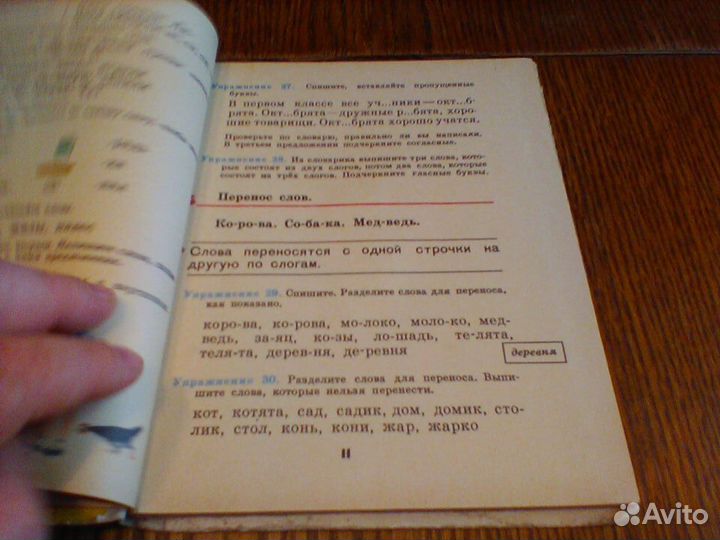 Упражнение 27. Спишите, вставляйте пропущенные
буквы.
В первом классе все уч...ники — окт...б-
рята. Окт...брята — дружные р...бята, хоро-
шие товарищи. Окт...брята хорошо учатся.
Проверьте по словарю, правильно ли вы написали.
В третьем предложении подчеркните согласные.
Упражнение 28. Из словарика выпишите три слова, кото-
рые состоят из двух слогов, потом два слова, которые
состоят из трёх слогов. Подчеркните гласные буквы.
Перенос слов.
Ко-ро-ва. Со-ба-ка. Мед-ведь.
Слова переносятся с одной строчки на
другую по слогам.
Упражнение 29. Спишите. Разделите слова для переноса,
как показано.
коро-ва, ко-рова, мо-локо, моло-ко, мед-
ведь, за-яц, ко-зы, ло-шадь, те-лята,
теля-та, дерев-ня, де-ревня
деревня
Упражнение 30. Разделите слова для переноса. Выпи-
шите слова, которые нельзя перенести.
кот, котята, сад, садик, дом, домик, сто-
лик, стол, конь, кони, жар, жарко
11
Avito